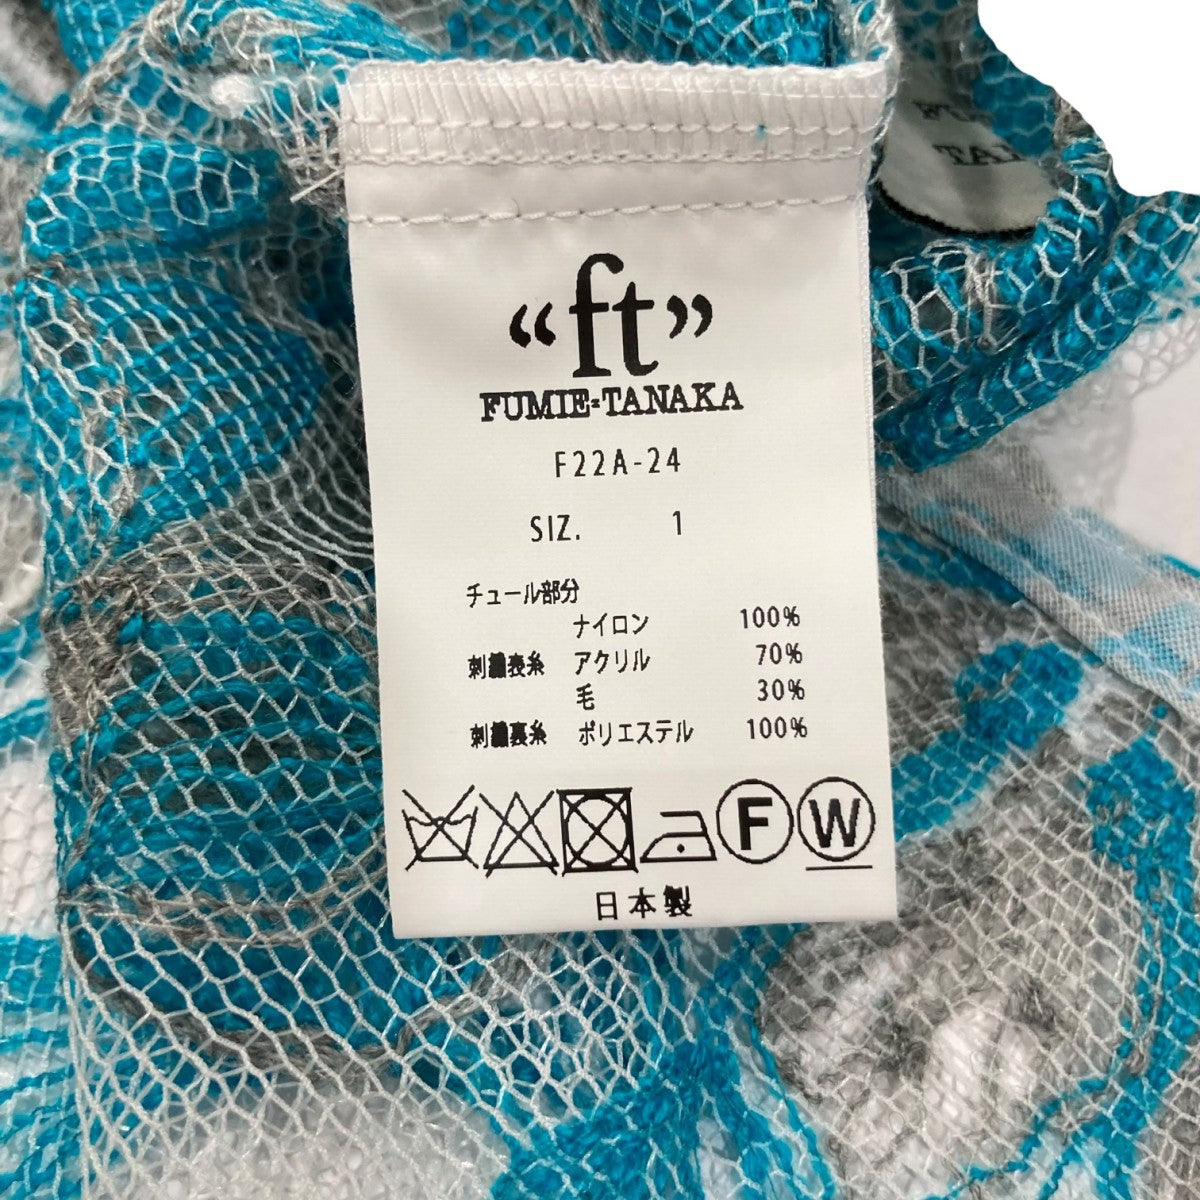 “ft”
FUMIE=TANAKA
F22A-24
SIZ. 1
チュール部分
ナイロン 100%
刺繍表糸 アクリル 70%
毛 30%
刺繍裏糸 ポリエステル 100%
F W
日本製
FU
TAN